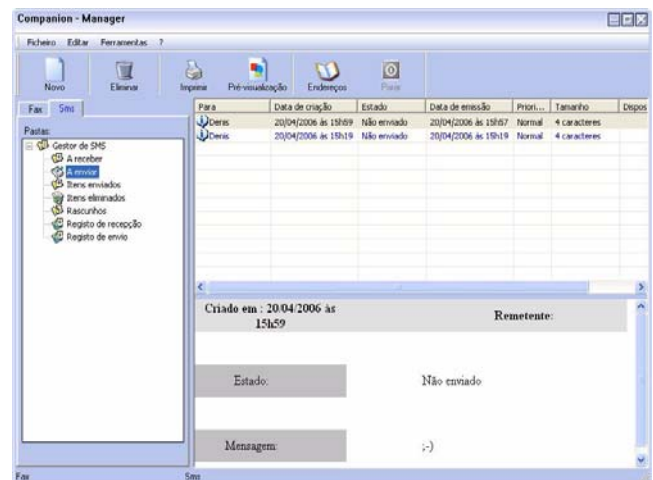 Companion - Manager
Ficheiro Editar Ferramentas ?
Novo Eliminar Imprimir Pré-visualização Endereços Parar
Fax Sms
Pastas:
Gestor de SMS
A receber
A enviar
Itens enviados
Itens eliminados
Rascunhos
Registo de recepção
Registo de envio
Para Data de criação Estado Data de emissão Priori... Tamanho Dispos
Denis 20/04/2006 às 15h59 Não enviado 20/04/2006 às 15h57 Normal 4 caracteres
Denis 20/04/2006 às 15h19 Não enviado 20/04/2006 às 15h19 Normal 4 caracteres
Criado em : 20/04/2006 às
15h59
Remetente:
Estado: Não enviado
Mensagem: ;-)
Fax Sms